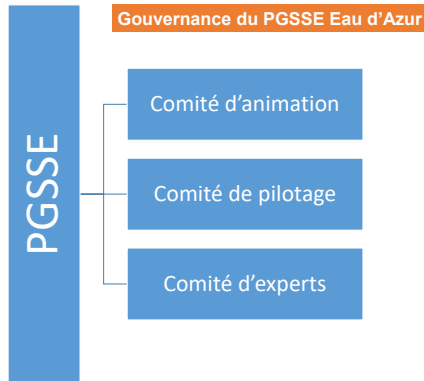 Gouvernance du PGSSE Eau d’Azur
PGSSE
Comité d’animation
Comité de pilotage
Comité d’experts